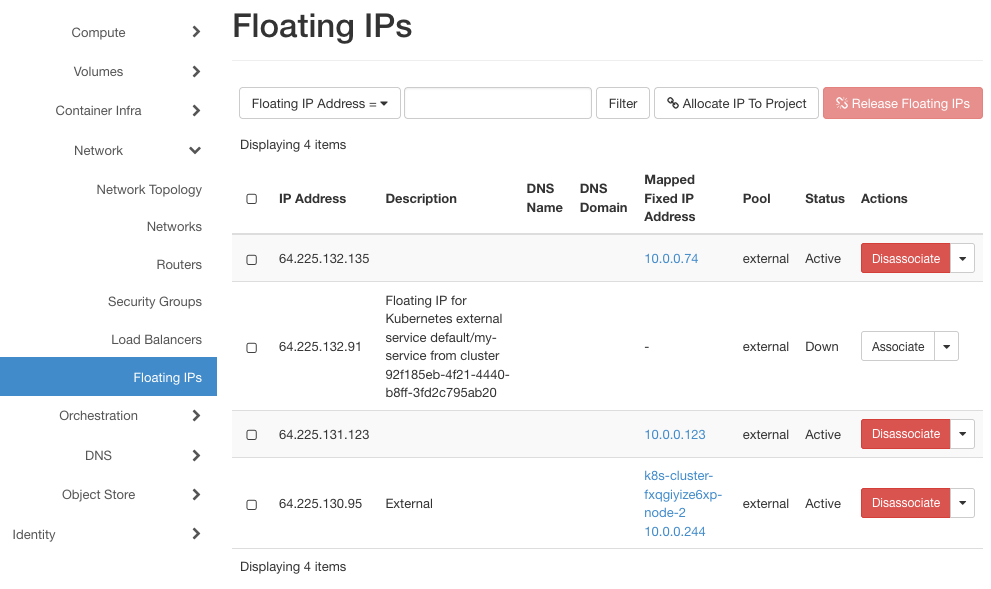 Compute
Volumes
Container Infra
Network
Network Topology
Networks
Routers
Security Groups
Load Balancers
Floating IPs
Orchestration
DNS
Object Store
Identity
Floating IPs
Floating IP Address =
Filter
Allocate IP To Project
Release Floating IPs
Displaying 4 items
IP Address
Description
DNS
Name
DNS
Domain
Mapped
Fixed IP
Address
Pool
Status
Actions
64.225.132.135
10.0.0.74
external
Active
Disassociate
64.225.132.91
Floating IP for
Kubernetes external
service default/my-
service from cluster
92f185eb-4f21-4440-
b8ff-3fd2c795ab20
-
external
Down
Associate
64.225.131.123
10.0.0.123
external
Active
Disassociate
64.225.130.95
External
k8s-cluster-
fxqgiyize6xp-
node-2
10.0.0.244
external
Active
Disassociate
Displaying 4 items